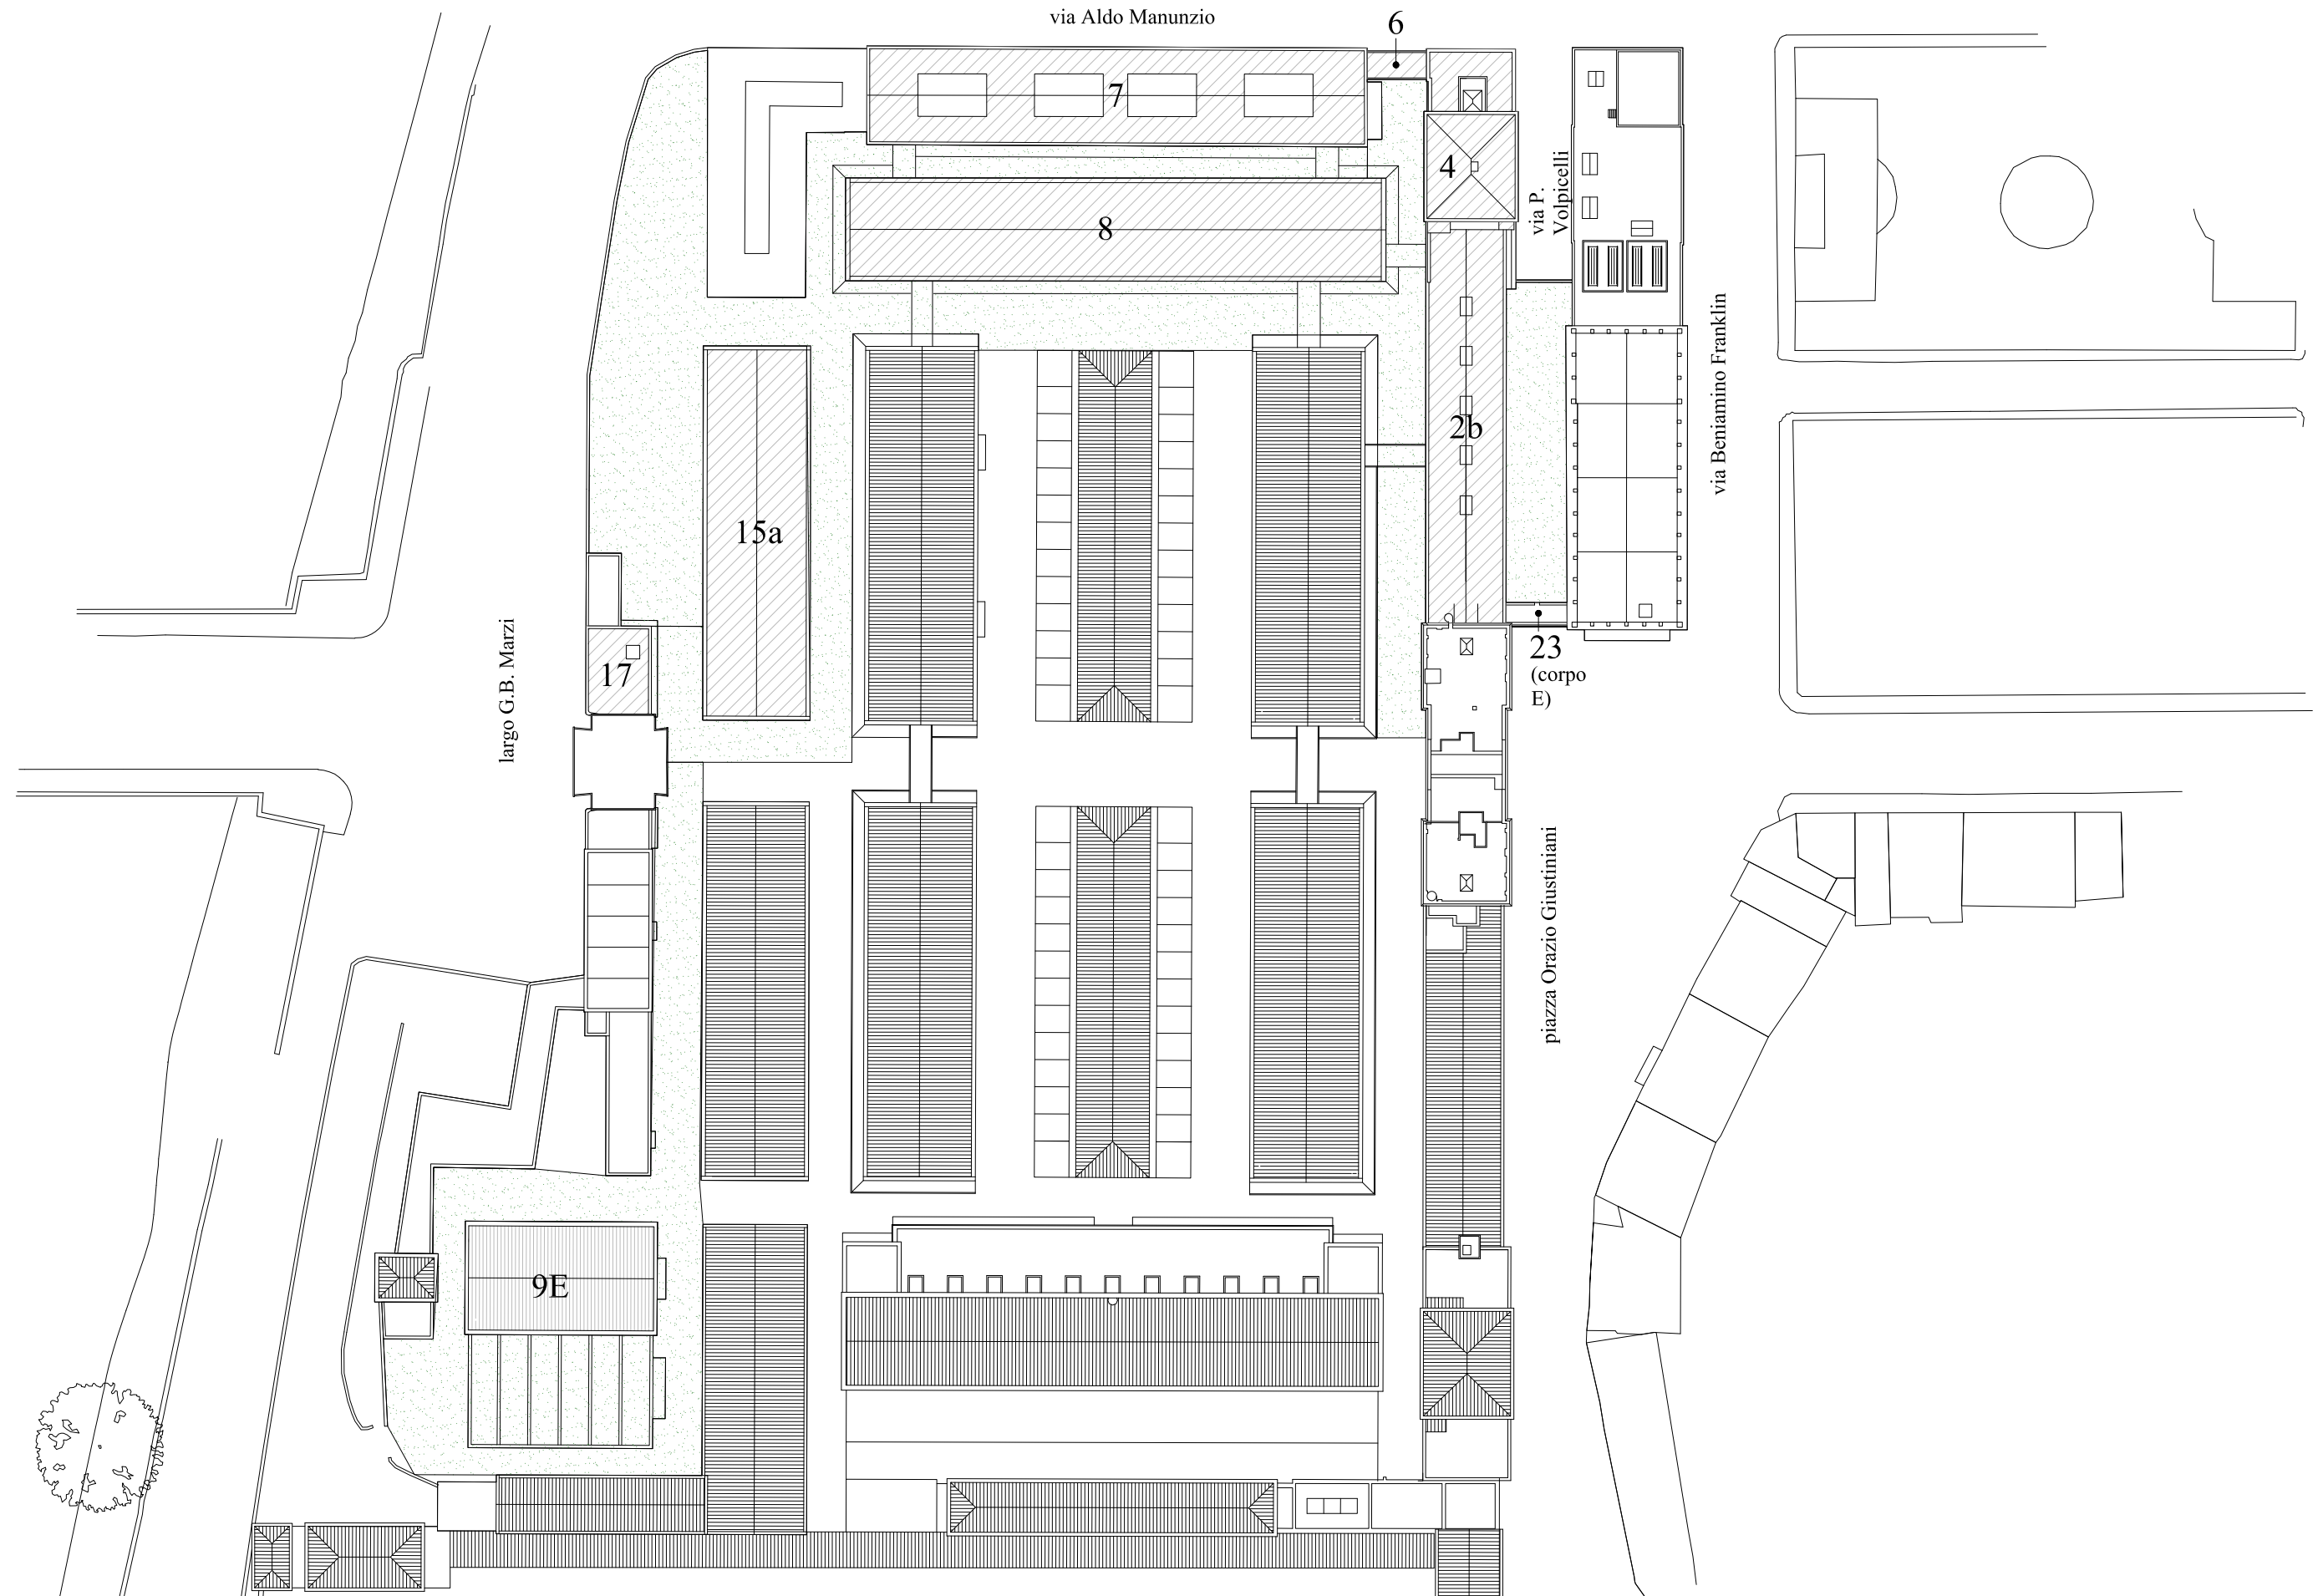 via Aldo Manunzio
6
7
4
via P.
Volpicelli
8
via Beniamino Franklin
2b
15a
23
(corpo
E)
17
largo G.B. Marzi
piazza Orazio Giustiniani
9E